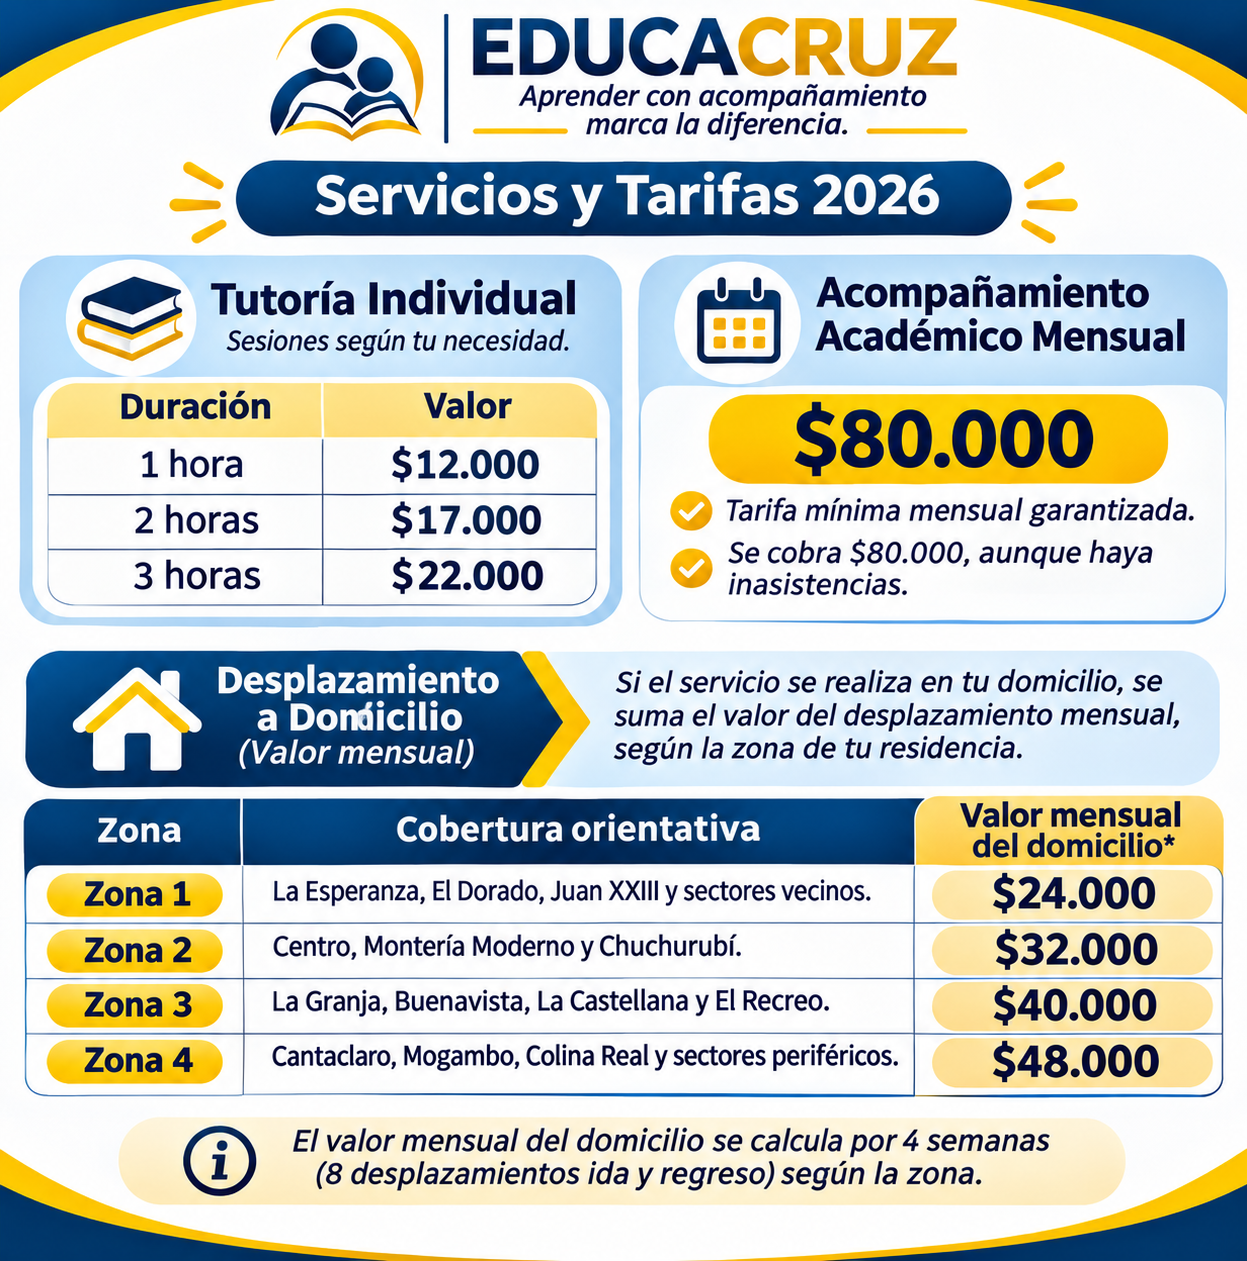 EDUCACRUZ
Aprender con acompañamiento
marca la diferencia.
Servicios y Tarifas 2026
Tutoría Individual
Sesiones según tu necesidad.
Duración Valor
1 hora $12.000
2 horas $17.000
3 horas $22.000
Acompañamiento
Académico Mensual
$80.000
Tarifa mínima mensual garantizada.
Se cobra $80.000, aunque haya
inasistencias.
Desplazamiento
a Domicilio
(Valor mensual)
Si el servicio se realiza en tu domicilio, se
suma el valor del desplazamiento mensual,
según la zona de tu residencia.
Zona Cobertura orientativa Valor mensual
del domicilio*
Zona 1 La Esperanza, El Dorado, Juan XXIII y sectores vecinos. $24.000
Zona 2 Centro, Montería Moderno y Chuchurubí. $32.000
Zona 3 La Granja, Buenavista, La Castellana y El Recreo. $40.000
Zona 4 Cantaclaro, Mogambo, Colina Real y sectores periféricos. $48.000
i
El valor mensual del domicilio se calcula por 4 semanas
(8 desplazamientos ida y regreso) según la zona.